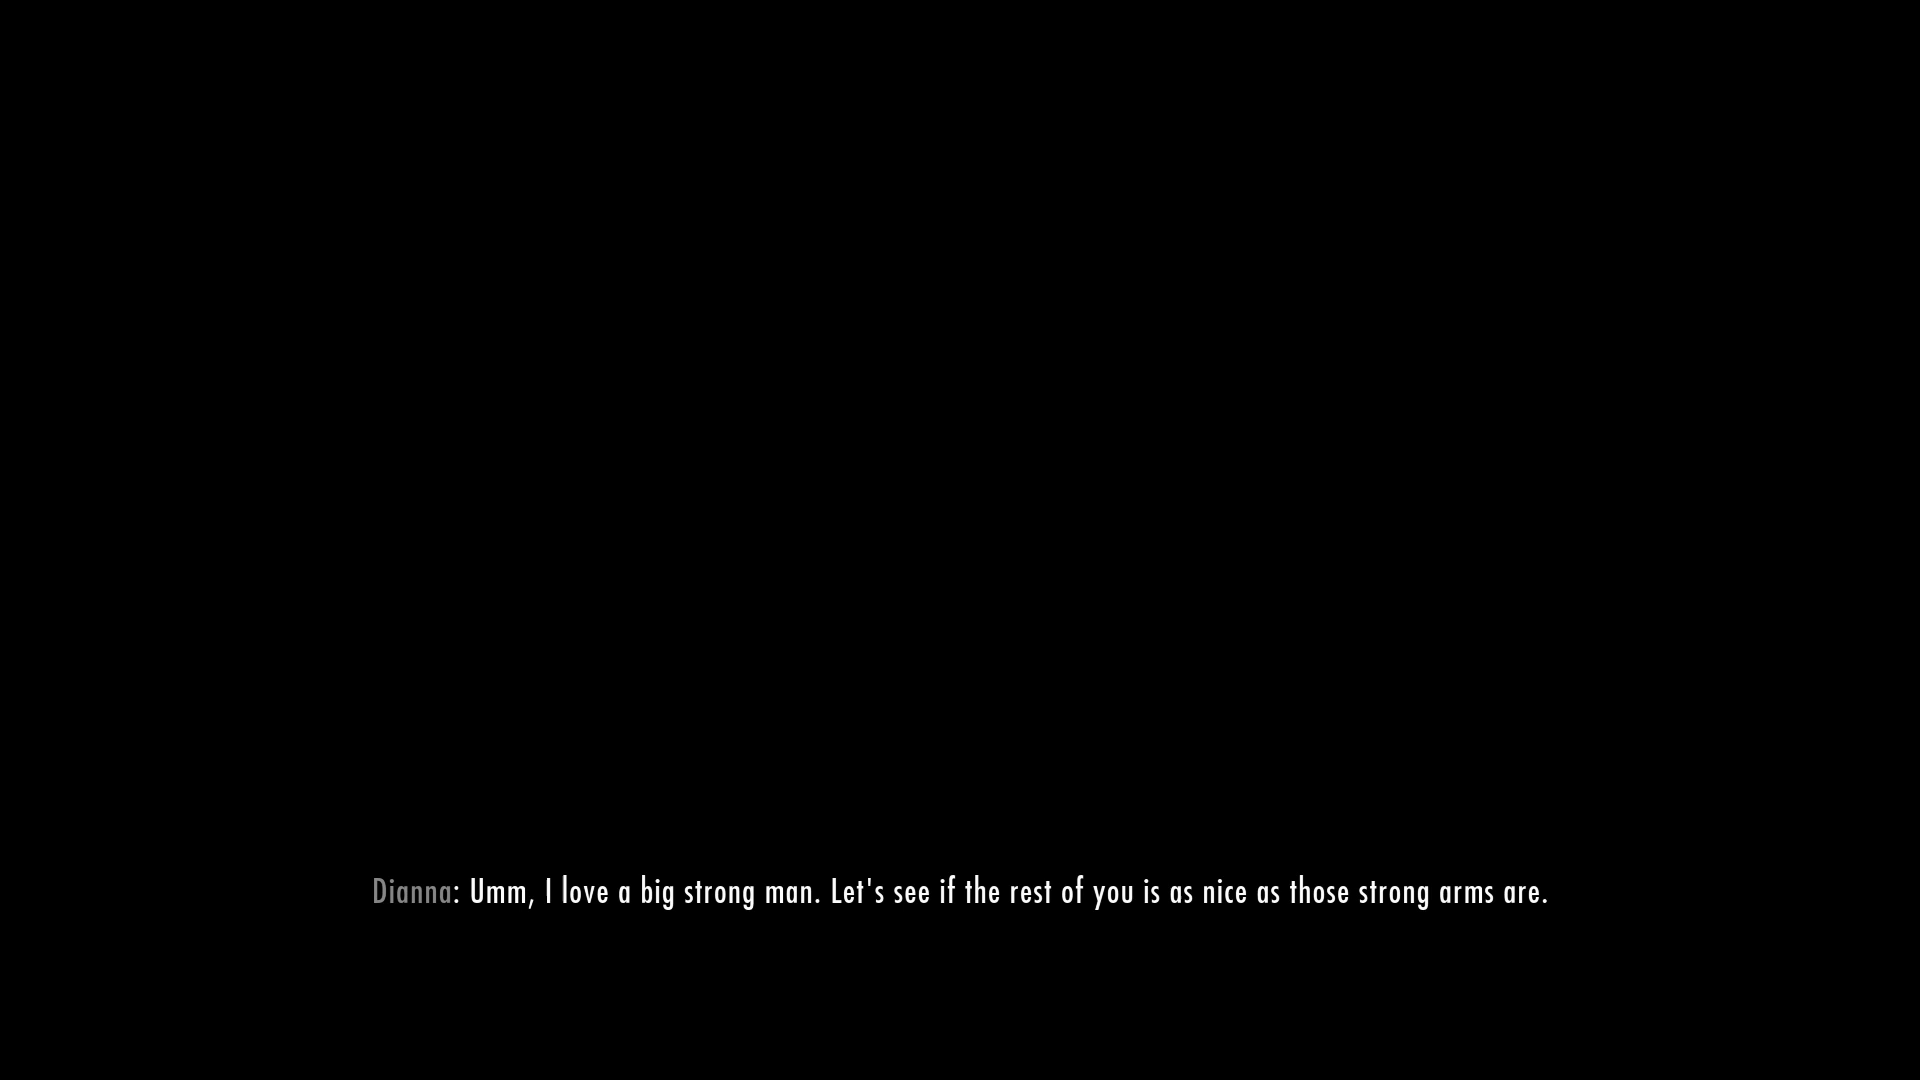 Dianna: Umm, I love a big strong man. Let's see if the rest of you is as nice as those strong arms are.